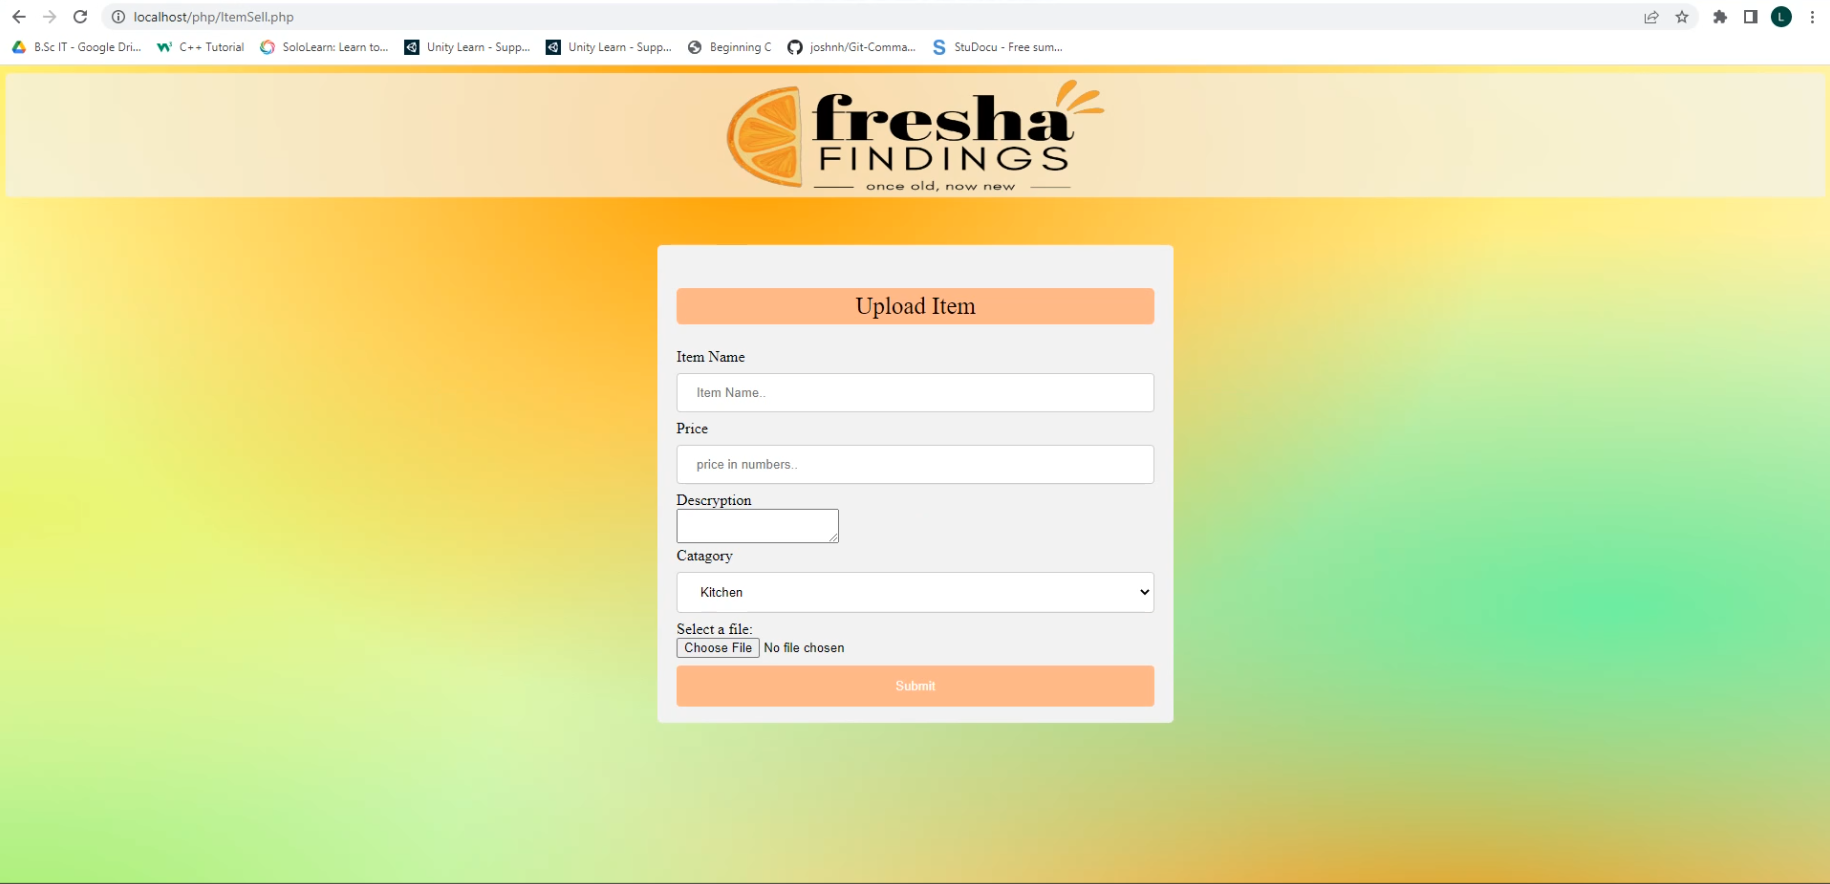 localhost/php/ItemSell.php
L
B.Sc IT - Google Dri...
C++ Tutorial
SoloLearn: Learn to...
Unity Learn - Supp...
Unity Learn - Supp...
Beginning C
joshnh/Git-Comma...
StuDocu - Free sum...
fresha
FINDINGS
once old, now new
Upload Item
Item Name
Item Name..
Price
price in numbers..
Descryption
Catagory
Kitchen
Select a file:
Choose File No file chosen
Submit